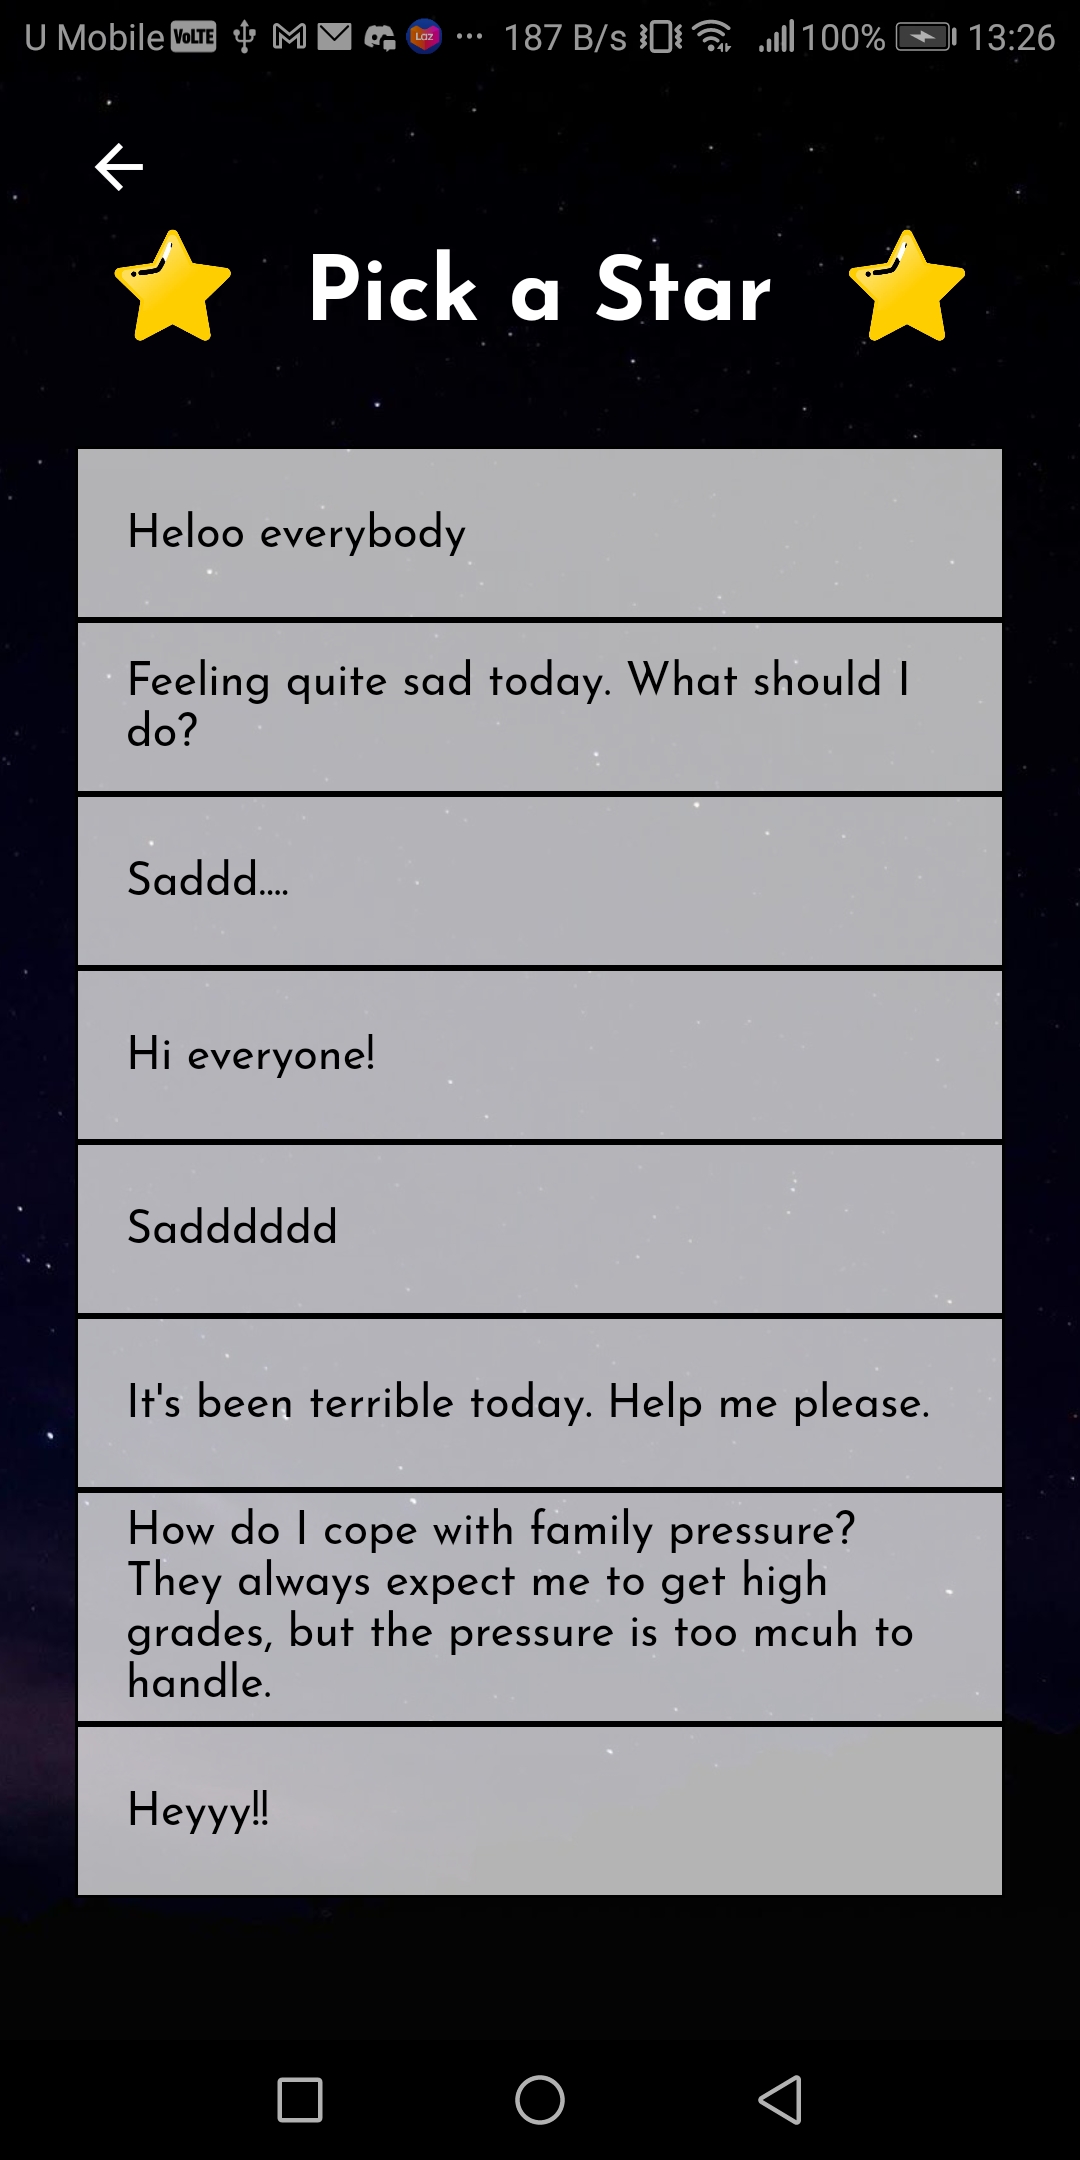 U Mobile VoLTE Laz ... 187 B/s 100% 13:26
Pick a Star
Heloo everybody
Feeling quite sad today. What should I
do?
Saddd....
Hi everyone!
Sadddddd
It's been terrible today. Help me please.
How do I cope with family pressure?
They always expect me to get high
grades, but the pressure is too mcuh to
handle.
Heyyy!!